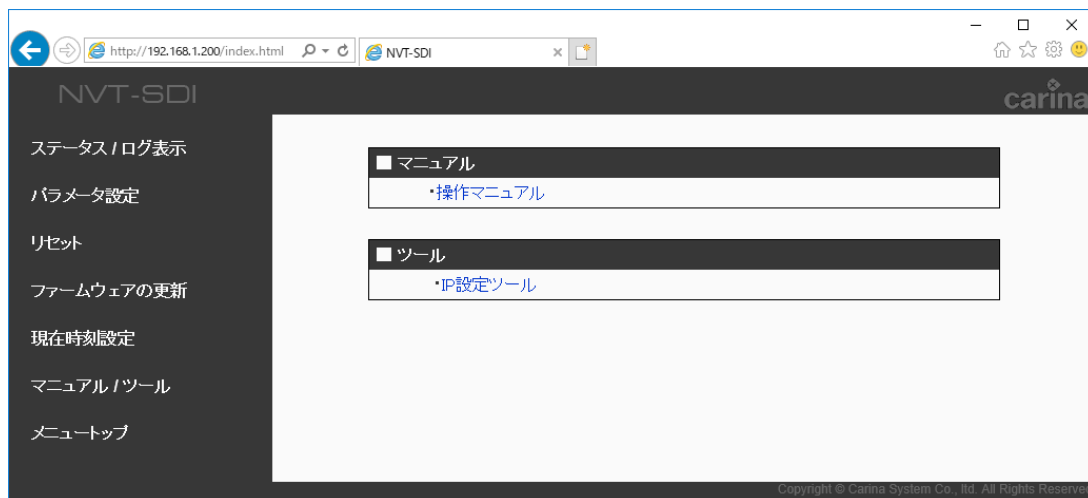 http://192.168.1.200/index.html
NVT-SDI
NVT-SDI
carina
ステータス / ログ表示
パラメータ設定
リセット
ファームウェアの更新
現在時刻設定
マニュアル / ツール
メニュートップ
■ マニュアル
・操作マニュアル
■ ツール
・IP設定ツール
Copyright © Carina System Co., ltd. All Rights Reserve